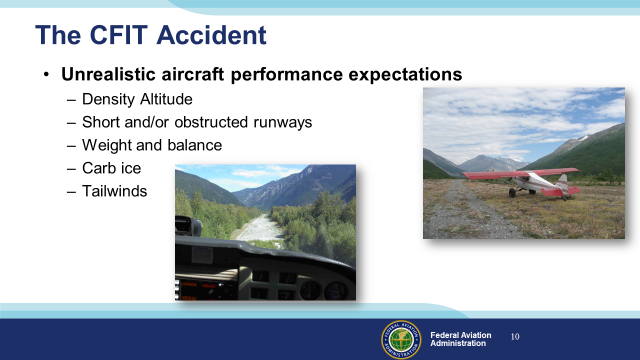 The CFIT Accident
• Unrealistic aircraft performance expectations
– Density Altitude
– Short and/or obstructed runways
– Weight and balance
– Carb ice
– Tailwinds
Federal Aviation
Administration
10